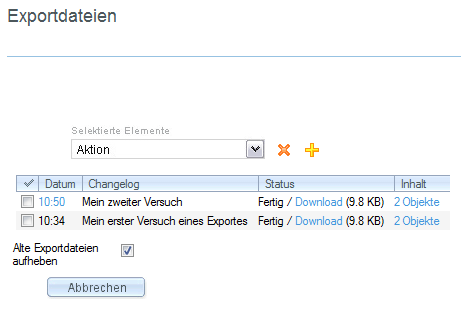 Exportdateien
Selektierte Elemente
Aktion
Datum Changelog Status Inhalt
10:50 Mein zweiter Versuch Fertig / Download (9.8 KB) 2 Objekte
10:34 Mein erster Versuch eines Exportes Fertig / Download (9.8 KB) 2 Objekte
Alte Exportdateien
aufheben
Abbrechen